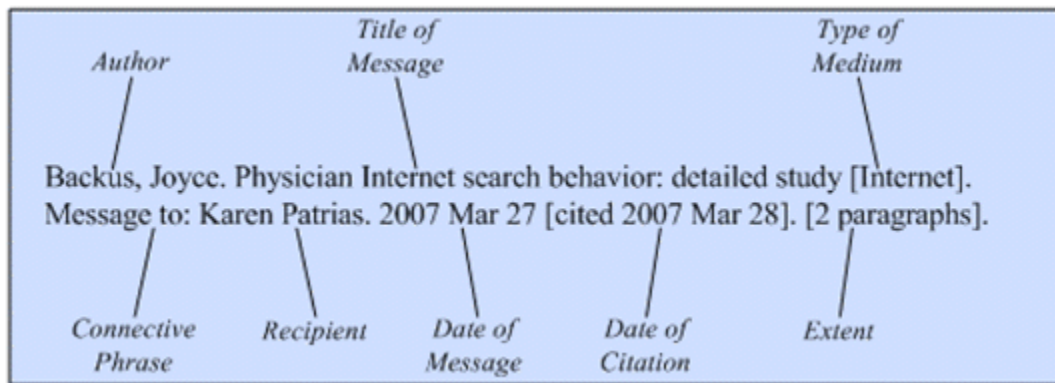 Title of
Message
Type of
Medium
Author
Backus, Joyce. Physician Internet search behavior: detailed study [Internet].
Message to: Karen Patrias. 2007 Mar 27 [cited 2007 Mar 28]. [2 paragraphs].
Connective
Phrase
Recipient
Date of
Message
Date of
Citation
Extent